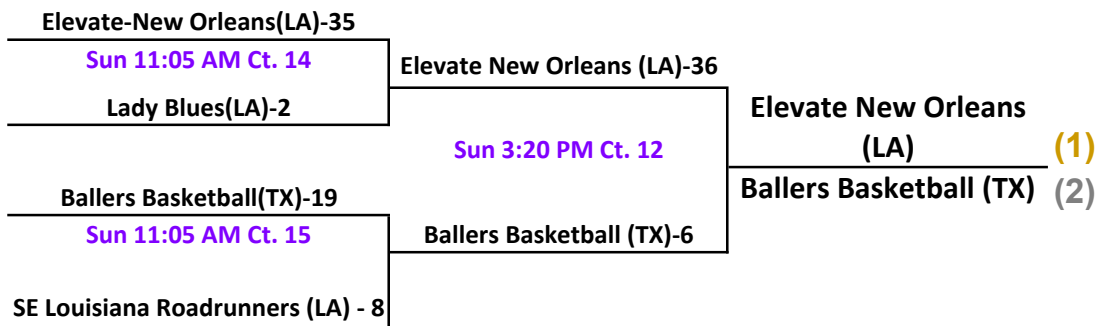 Elevate-New Orleans(LA)-35
Sun 11:05 AM Ct. 14
Lady Blues(LA)-2
Elevate New Orleans (LA)-36
Sun 3:20 PM Ct. 12
Ballers Basketball (TX)-6
Ballers Basketball(TX)-19
Sun 11:05 AM Ct. 15
SE Louisiana Roadrunners (LA) - 8
Elevate New Orleans
(LA) (1)
Ballers Basketball (TX) (2)